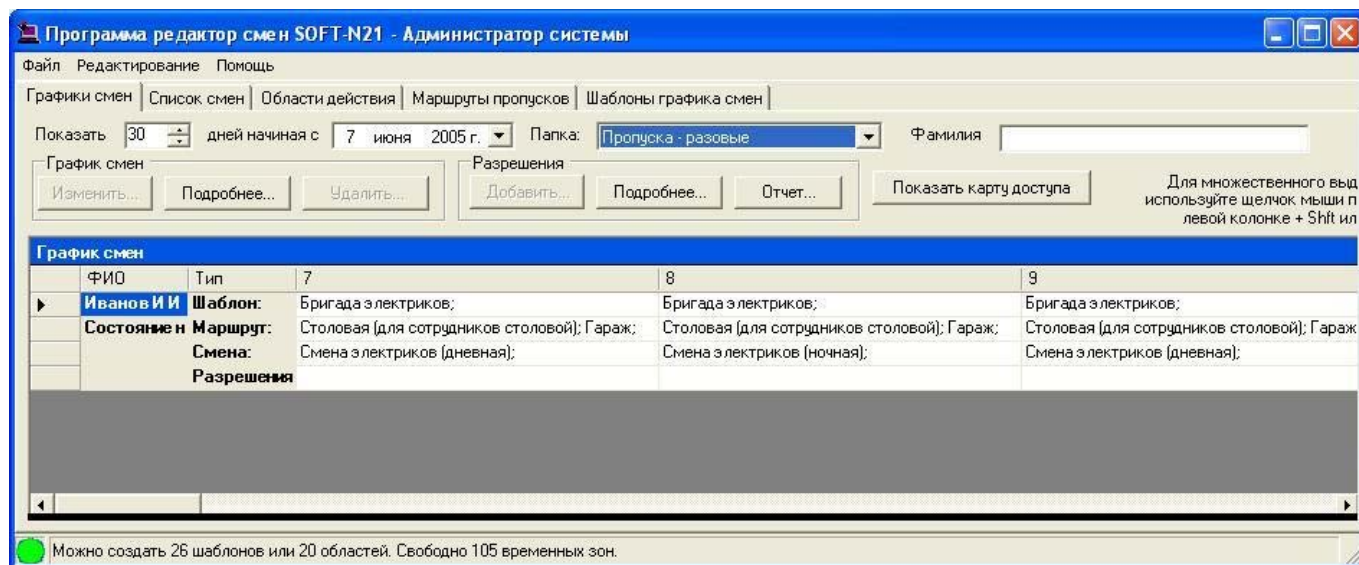 Программа редактор смен SOFT-N21 - Администратор системы
Файл Редактирование Помощь
Графики смен Список смен Области действия Маршруты пропусков Шаблоны графика смен
Показать 30 дней начиная с 7 июня 2005 г. Папка: Пропуска - разовые Фамилия
График смен Разрешения
Изменить... Подробнее... Удалить... Добавить... Подробнее... Отчет... Показать карту доступа
Для множественного выд
используйте щелчок мыши п
левой колонке + Shft ил
График смен
ФИО Тип 7 8 9
Иванов И И Шаблон: Бригада электриков; Бригада электриков; Бригада электриков;
Состояние н Маршрут: Столовая (для сотрудников столовой); Гараж; Столовая (для сотрудников столовой); Гараж; Столовая (для сотрудников столовой); Гараж
Смена: Смена электриков (дневная); Смена электриков (ночная); Смена электриков (дневная);
Разрешения
Можно создать 26 шаблонов или 20 областей. Свободно 105 временных зон.